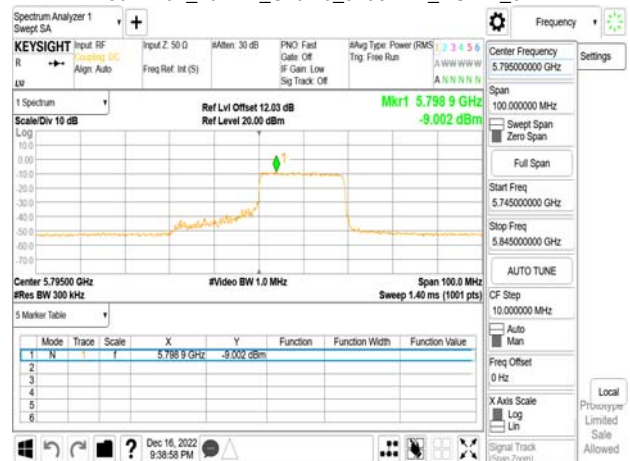 Spectrum Analyzer 1
Swept SA
Frequency
KEYSIGHT Input: RF
Coupling: DC
Align: Auto
Input Z: 50 Ω
Freq Ref: Int (S)
#Atten: 30 dB
PNO: Fast
Gate: Off
IF Gain: Low
Sig Track: Off
#Avg Type: Power (RMS
Trig: Free Run
1 2 3 4 5 6
A W W W W W
A N N N N N
R
LXI
1 Spectrum
Scale/Div 10 dB
Ref Lvl Offset 12.03 dB
Ref Level 20.00 dBm
Mkr1 5.798 9 GHz
-9.002 dBm
Log
10.0
0.00
-10.0
-20.0
-30.0
-40.0
-50.0
-60.0
-70.0
1
Center 5.79500 GHz
#Res BW 300 kHz
#Video BW 1.0 MHz
Span 100.0 MHz
Sweep 1.40 ms (1001 pts)
5 Marker Table
Mode Trace Scale X Y Function Function Width Function Value
1 N 1 f 5.798 9 GHz -9.002 dBm
2
3
4
5
6
Dec 16, 2022
9:38:58 PM
Center Frequency
5.795000000 GHz
Settings
Span
100.000000 MHz
Swept Span
Zero Span
Full Span
Start Freq
5.745000000 GHz
Stop Freq
5.845000000 GHz
AUTO TUNE
CF Step
10.000000 MHz
Auto
Man
Freq Offset
0 Hz
X Axis Scale
Log
Lin
Signal Track
(Span Zoom)
Local
Prototype
Limited
Sale
Allowed